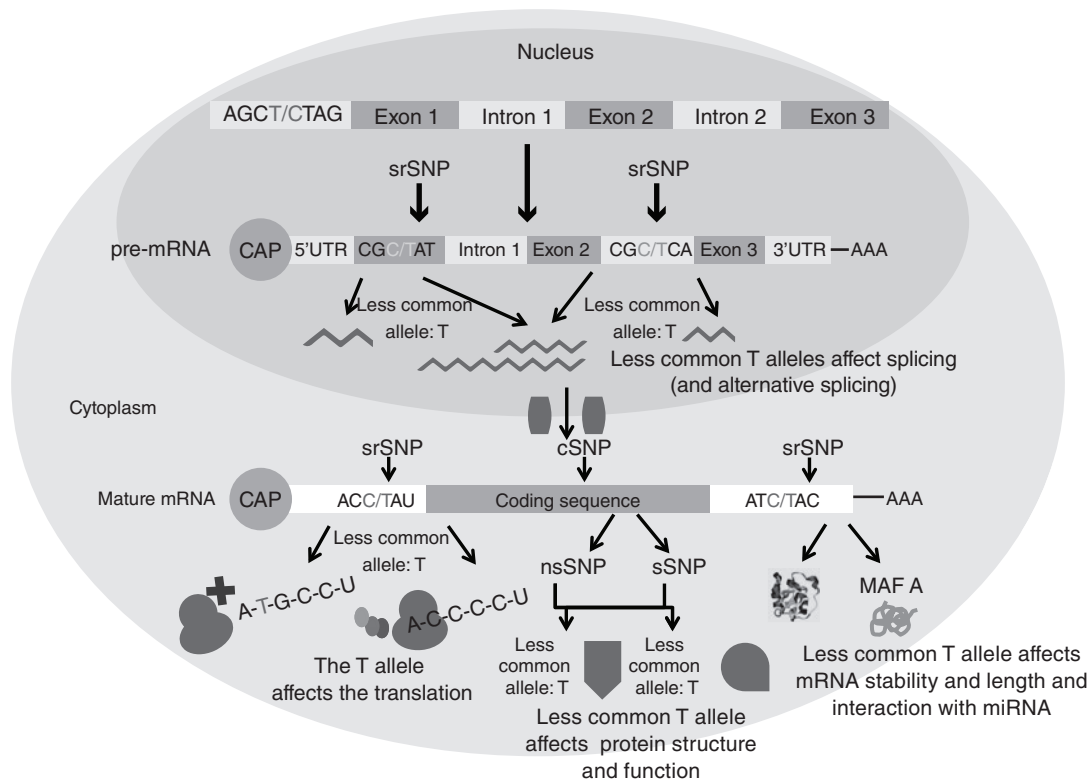 Nucleus
AGCT/CTAG Exon 1 Intron 1 Exon 2 Intron 2 Exon 3
srSNP srSNP
pre-mRNA CAP 5'UTR CGC/TAT Intron 1 Exon 2 CGC/TCA Exon 3 3'UTR AAA
Less common
allele: T
Less common
allele: T
Less common T alleles affect splicing
(and alternative splicing)
Cytoplasm
srSNP cSNP srSNP
Mature mRNA CAP ACC/TAU Coding sequence ATC/TAC AAA
Less common
allele: T
nsSNP sSNP
MAF A
A-T-G-C-C-U
A-C-C-C-C-U
The T allele
affects the translation
Less
common
allele: T
Less
common
allele: T
Less common T allele
affects protein structure
and function
Less common T allele affects
mRNA stability and length and
interaction with miRNA